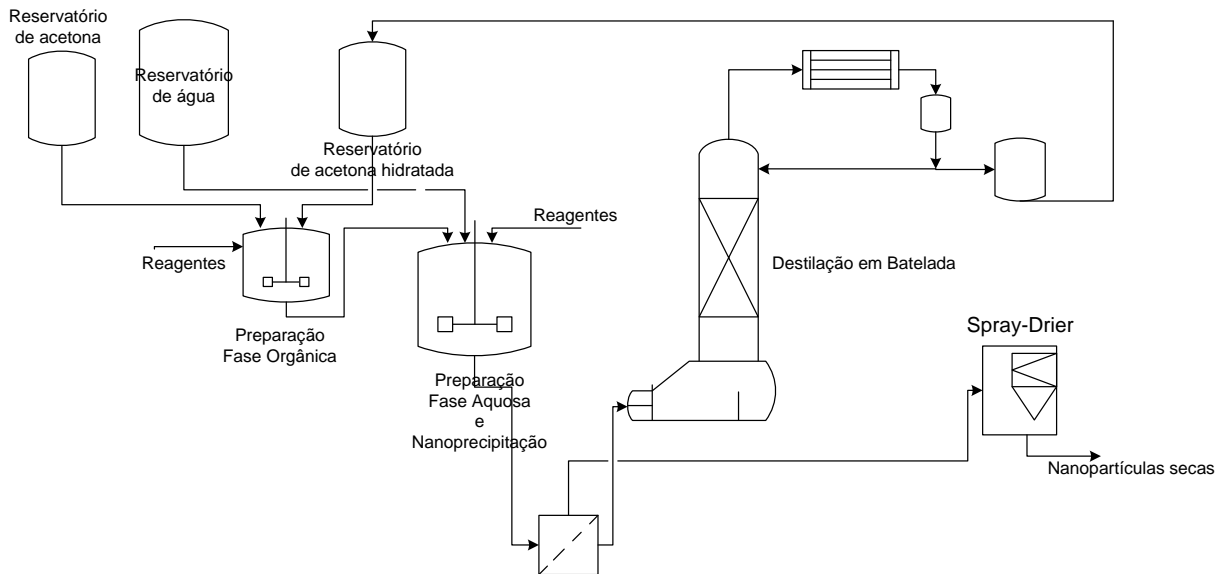 Reservatório
de acetona
Reservatório
de água
Reservatório
de acetona hidratada
Reagentes
Reagentes
Preparação
Fase Orgânica
Preparação
Fase Aquosa
e
Nanoprecipitação
Destilação em Batelada
Spray-Drier
Nanopartículas secas